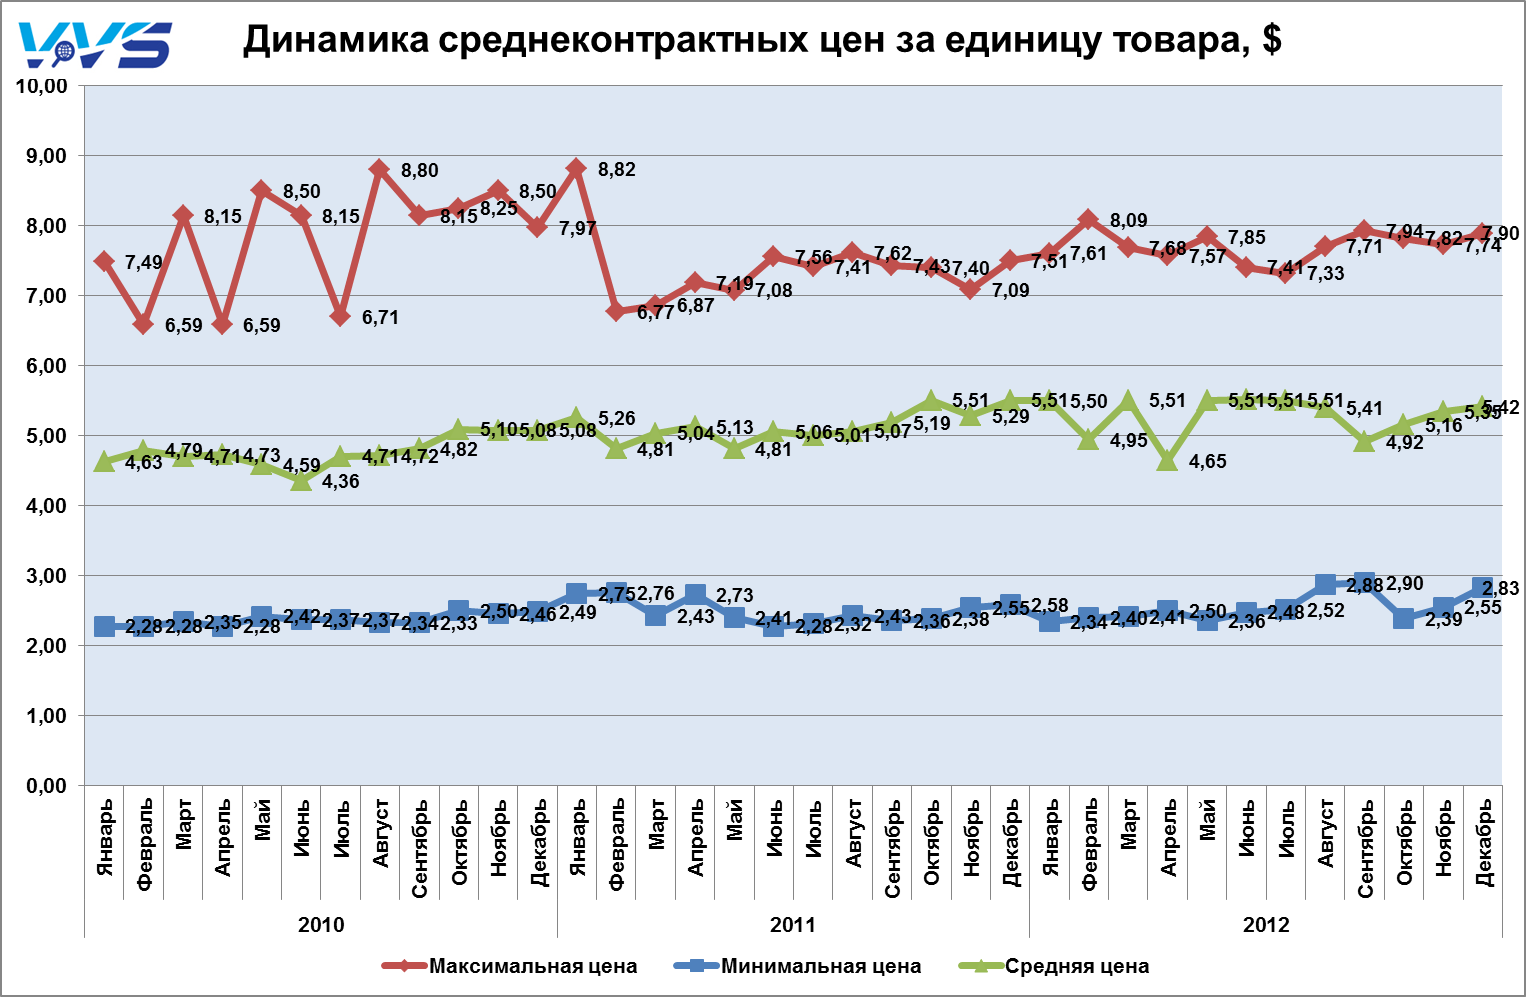 VVS
Динамика среднеконтрактных цен за единицу товара, $
10,00
9,00
8,00
7,00
6,00
5,00
4,00
3,00
2,00
1,00
0,00
7,49 6,59 8,15 6,59 8,50 8,15 6,71 8,80 8,15 8,25 8,50 7,97 8,82 6,77 6,87 7,19 7,08 7,56 7,41 7,62 7,43 7,40 7,09 7,51 7,61 8,09 7,68 7,57 7,85 7,41 7,33 7,71 7,94 7,82 7,74 7,90
4,63 4,79 4,71 4,73 4,59 4,36 4,71 4,72 4,82 5,10 5,08 5,08 5,26 4,81 5,04 5,13 4,81 5,06 5,01 5,07 5,19 5,51 5,29 5,51 5,50 4,95 5,51 4,65 5,51 5,51 5,51 5,41 4,92 5,16 5,35 5,42
2,28 2,28 2,35 2,28 2,42 2,37 2,37 2,34 2,33 2,50 2,46 2,49 2,75 2,76 2,43 2,73 2,41 2,28 2,32 2,43 2,36 2,38 2,55 2,58 2,34 2,40 2,41 2,50 2,36 2,48 2,52 2,88 2,90 2,39 2,55 2,83
Январь Февраль Март Апрель Май Июнь Июль Август Сентябрь Октябрь Ноябрь Декабрь Январь Февраль Март Апрель Май Июнь Июль Август Сентябрь Октябрь Ноябрь Декабрь Январь Февраль Март Апрель Май Июнь Июль Август Сентябрь Октябрь Ноябрь Декабрь
2010 2011 2012
Максимальная цена Минимальная цена Средняя цена